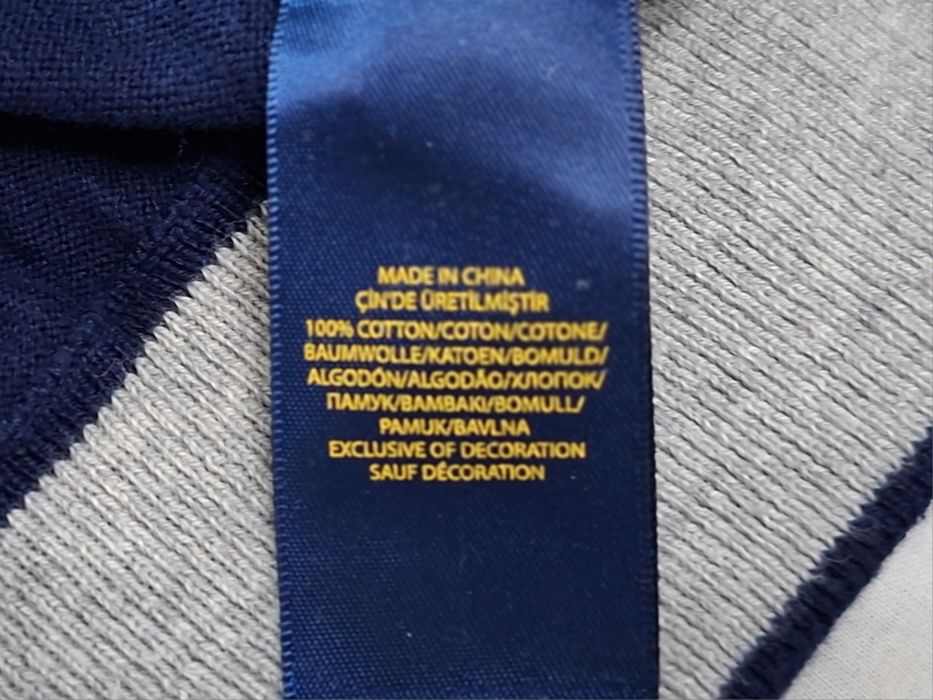 MADE IN CHINA
ÇİN'DE ÜRETİLMİŞTİR
100% COTTON/COTON/COTONE/
BAUMWOLLE/KATOEN/BOMULD/
ALGODÓN/ALGODÃO/ХЛОПОК/
ПАМУК/ΒΑΜΒΑΚΙ/BOMULL/
PAMUK/BAVLNA
EXCLUSIVE OF DECORATION
SAUF DÉCORATION